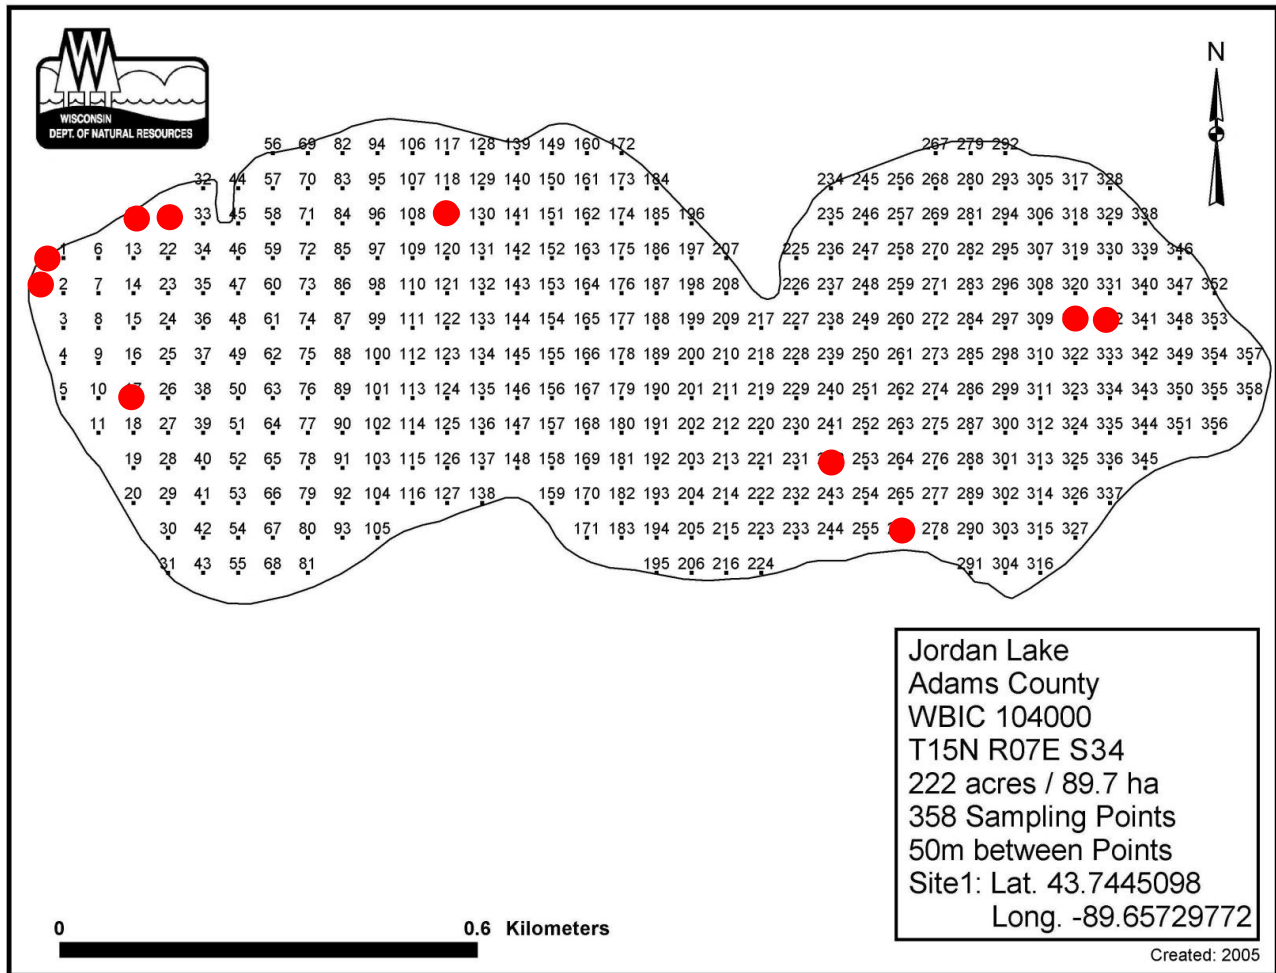 WISCONSIN
DEPT. OF NATURAL RESOURCES
N
56 69 82 94 106 117 128 139 149 160 172 267 279 292
32 44 57 70 83 95 107 118 129 140 150 161 173 184 234 245 256 268 280 293 305 317 328
33 45 58 71 84 96 108 130 141 151 162 174 185 196 235 246 257 269 281 294 306 318 329 338
1 6 13 22 34 46 59 72 85 97 109 120 131 142 152 163 175 186 197 207 225 236 247 258 270 282 295 307 319 330 339 346
2 7 14 23 35 47 60 73 86 98 110 121 132 143 153 164 176 187 198 208 226 237 248 259 271 283 296 308 320 331 340 347 352
3 8 15 24 36 48 61 74 87 99 111 122 133 144 154 165 177 188 199 209 217 227 238 249 260 272 284 297 309 341 348 353
4 9 16 25 37 49 62 75 88 100 112 123 134 145 155 166 178 189 200 210 218 228 239 250 261 273 285 298 310 322 333 342 349 354 357
5 10 17 26 38 50 63 76 89 101 113 124 135 146 156 167 179 190 201 211 219 229 240 251 262 274 286 299 311 323 334 343 350 355 358
11 18 27 39 51 64 77 90 102 114 125 136 147 157 168 180 191 202 212 220 230 241 252 263 275 287 300 312 324 335 344 351 356
19 28 40 52 65 78 91 103 115 126 137 148 158 169 181 192 203 213 221 231 253 264 276 288 301 313 325 336 345
20 29 41 53 66 79 92 104 116 127 138 159 170 182 193 204 214 222 232 243 254 265 277 289 302 314 326 337
30 42 54 67 80 93 105 171 183 194 205 215 223 233 244 255 278 290 303 315 327
31 43 55 68 81 195 206 216 224 291 304 316
Jordan Lake
Adams County
WBIC 104000
T15N R07E S34
222 acres / 89.7 ha
358 Sampling Points
50m between Points
Site1: Lat. 43.7445098
Long. -89.65729772
0 0.6 Kilometers
Created: 2005